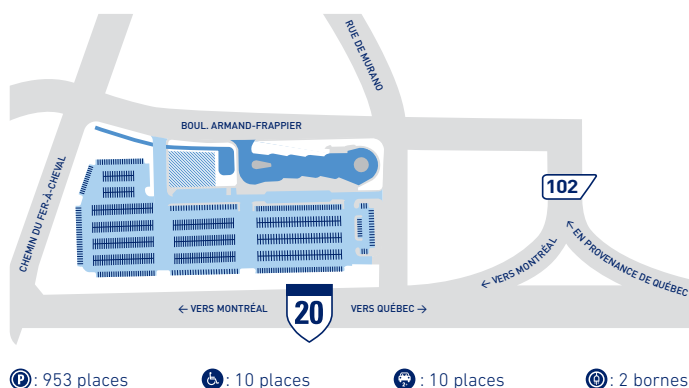 RUE DE MURANO
BOUL. ARMAND-FRAPPIER
CHEMIN DU FER-À-CHEVAL
102
← EN PROVENANCE DE QUÉBEC
← VERS MONTRÉAL
← VERS MONTRÉAL
20
VERS QUÉBEC →
P : 953 places
: 10 places
: 10 places
: 2 bornes